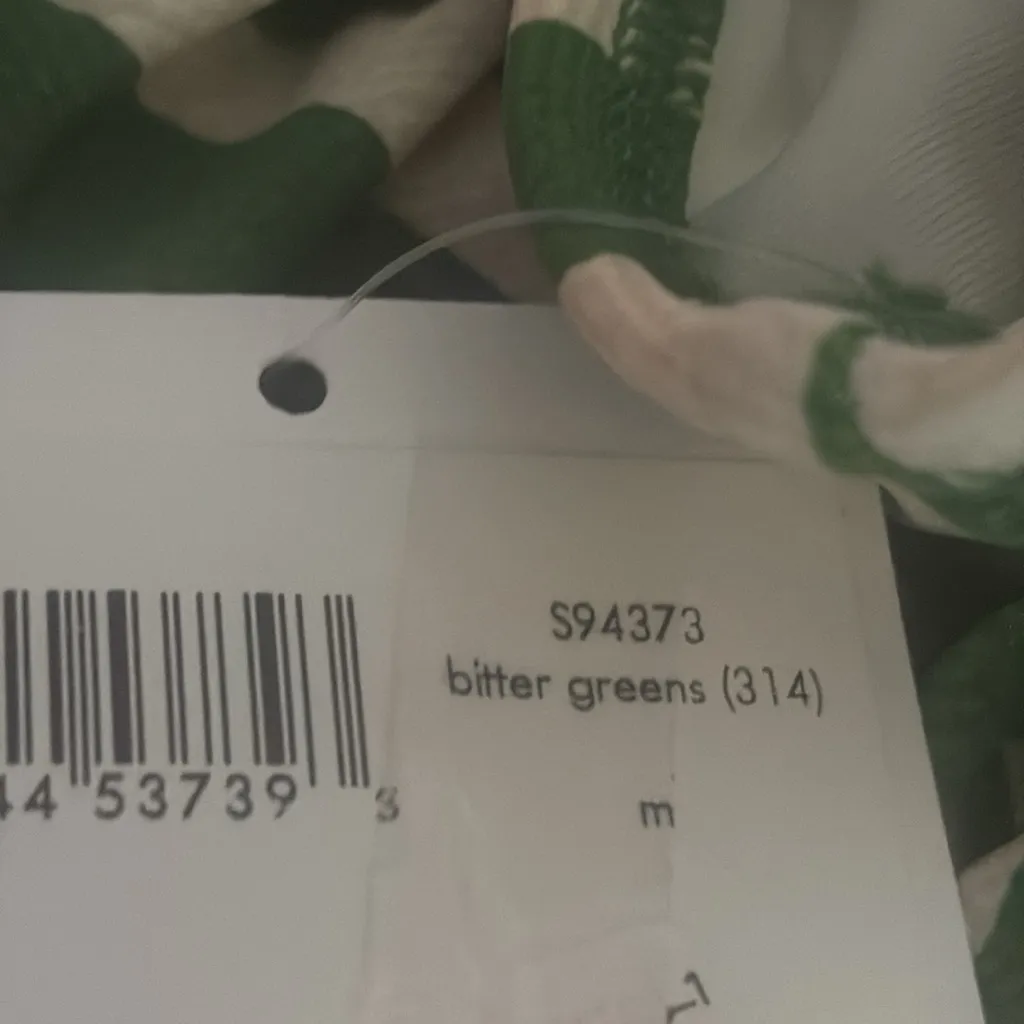 S94373
bitter greens (314)
44 53739 3
m